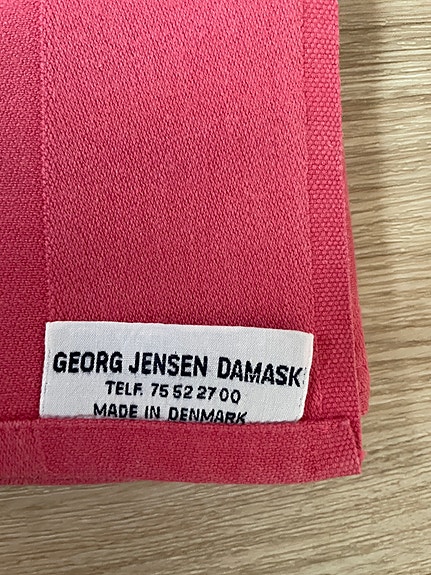 GEORG JENSEN DAMASK
TELF. 75 52 27 00
MADE IN DENMARK